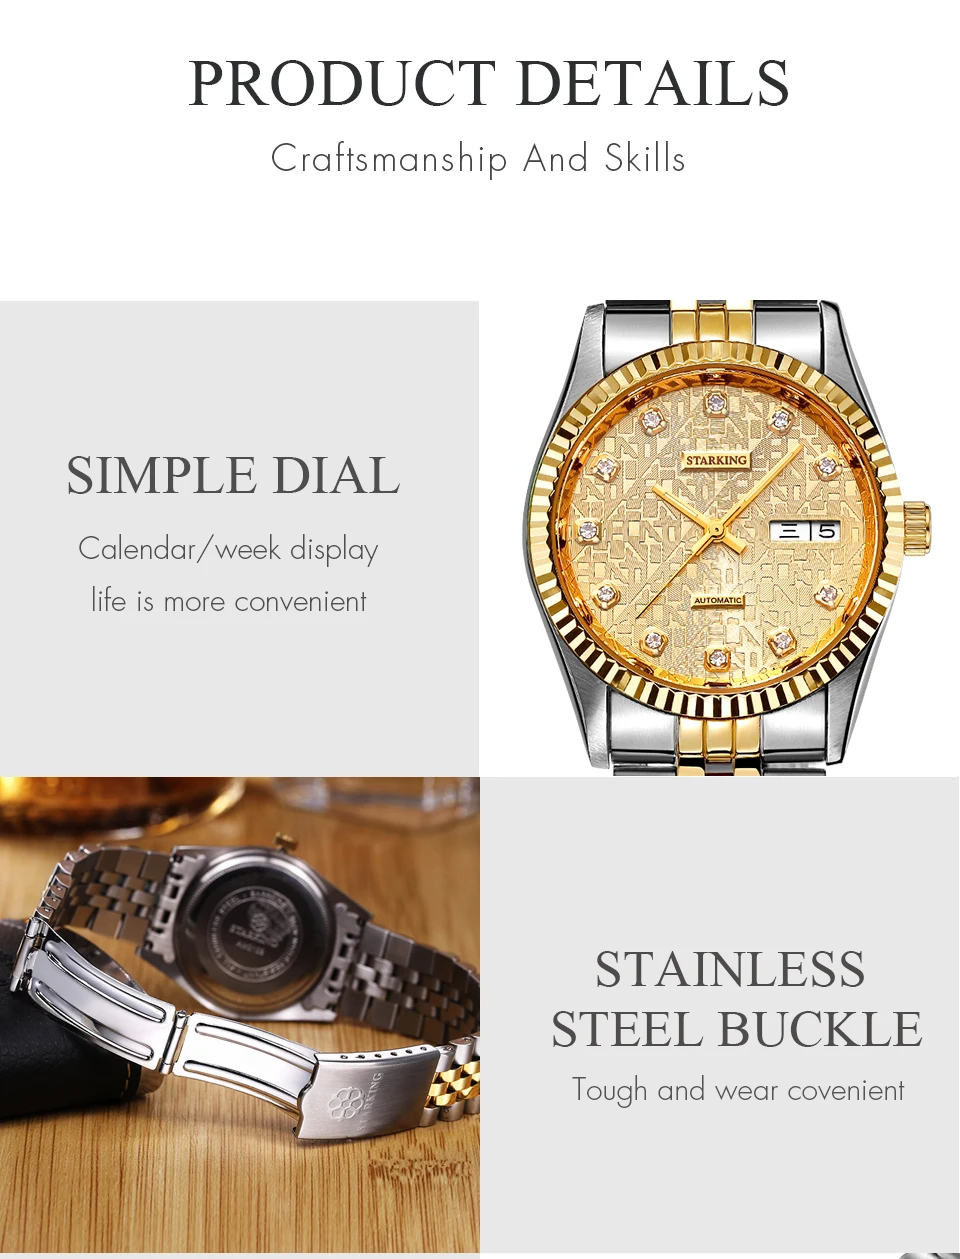 PRODUCT DETAILS
Craftsmanship And Skills
SIMPLE DIAL
Calendar/week display
life is more convenient
STARKING
三 5
AUTOMATIC
STAINLESS
STEEL BUCKLE
Tough and wear covenient
STARKING